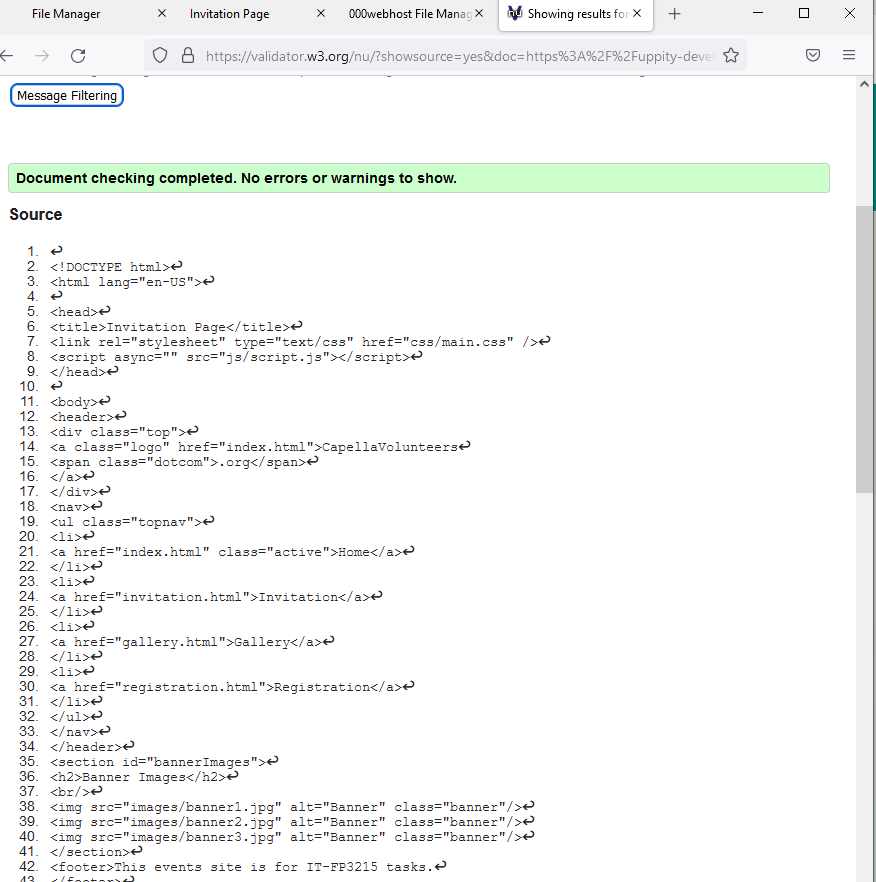 File Manager
Invitation Page
000webhost File Manag
Showing results for
https://validator.w3.org/nu/?showsource=yes&doc=https%3A%2F%2Fuppity-devel
Message Filtering
Document checking completed. No errors or warnings to show.
Source
1. ↩
2. <!DOCTYPE html>↩
3. <html lang="en-US">↩
4. ↩
5. <head>↩
6. <title>Invitation Page</title>↩
7. <link rel="stylesheet" type="text/css" href="css/main.css" />↩
8. <script async="" src="js/script.js"></script>↩
9. </head>↩
10. ↩
11. <body>↩
12. <header>↩
13. <div class="top">↩
14. <a class="logo" href="index.html">CapellaVolunteers↩
15. <span class="dotcom">.org</span>↩
16. </a>↩
17. </div>↩
18. <nav>↩
19. <ul class="topnav">↩
20. <li>↩
21. <a href="index.html" class="active">Home</a>↩
22. </li>↩
23. <li>↩
24. <a href="invitation.html">Invitation</a>↩
25. </li>↩
26. <li>↩
27. <a href="gallery.html">Gallery</a>↩
28. </li>↩
29. <li>↩
30. <a href="registration.html">Registration</a>↩
31. </li>↩
32. </ul>↩
33. </nav>↩
34. </header>↩
35. <section id="bannerImages">↩
36. <h2>Banner Images</h2>↩
37. <br/>↩
38. <img src="images/banner1.jpg" alt="Banner" class="banner"/>↩
39. <img src="images/banner2.jpg" alt="Banner" class="banner"/>↩
40. <img src="images/banner3.jpg" alt="Banner" class="banner"/>↩
41. </section>↩
42. <footer>This events site is for IT-FP3215 tasks.↩
43. </footer>↩